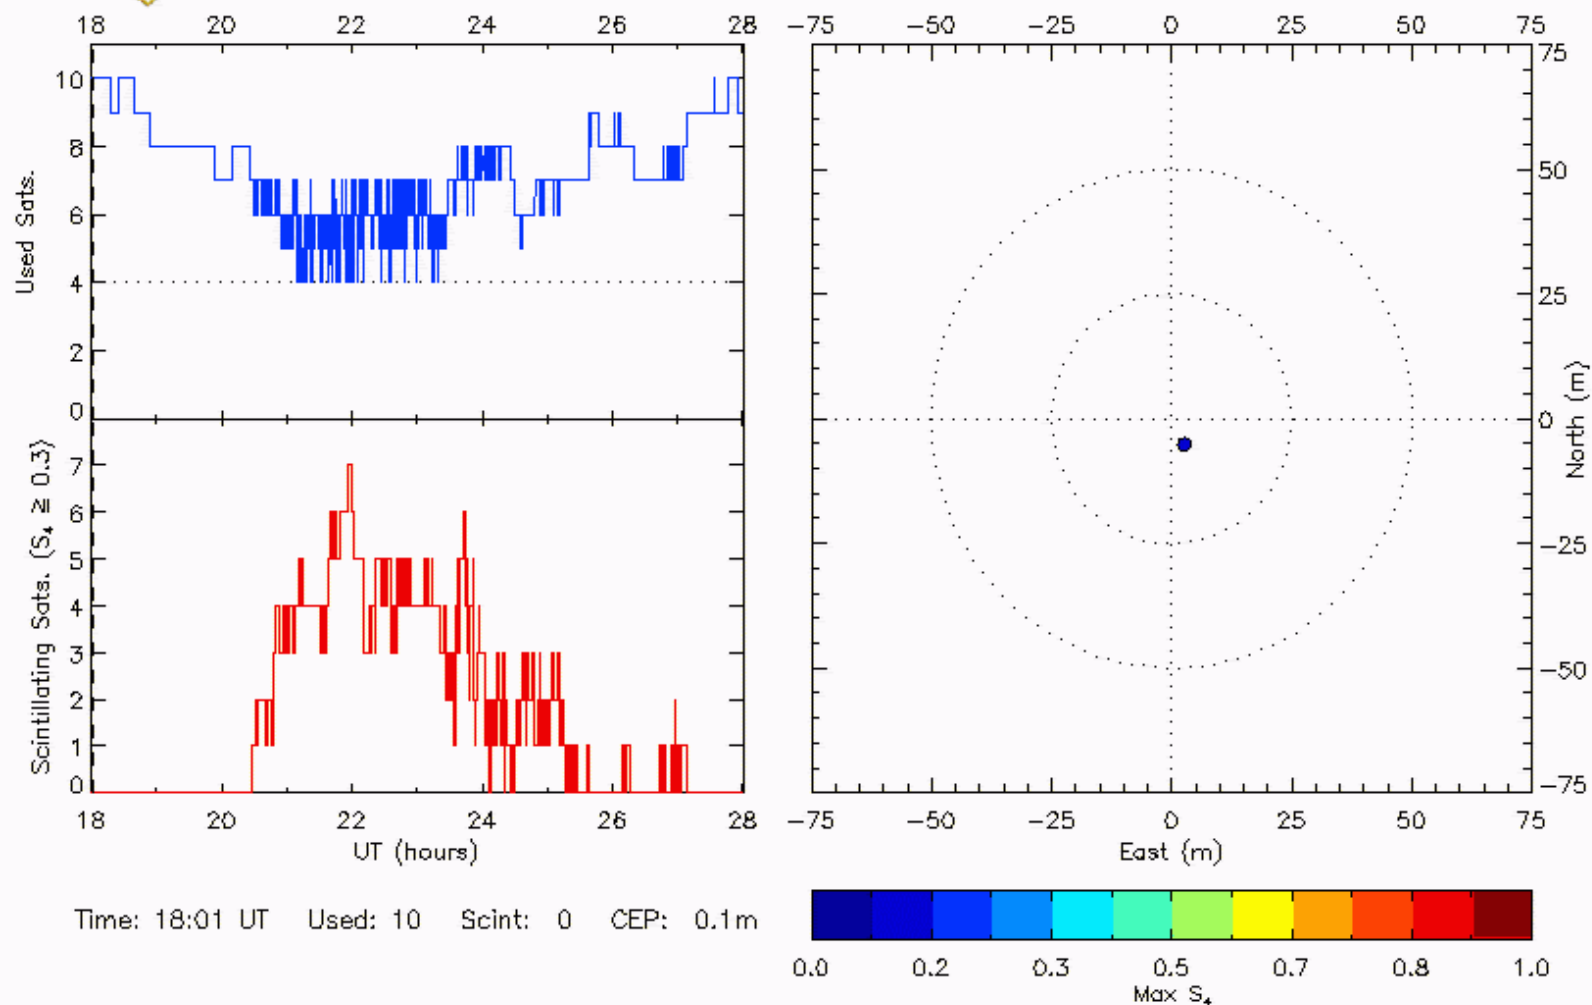 18 20 22 24 26 28
10
8
6
4
2
0
Used Sats.
7
6
5
4
3
2
1
0
Scintillating Sats. (S₄ ≥ 0.3)
18 20 22 24 26 28
UT (hours)
−75 −50 −25 0 25 50 75
75
50
25
0
−25
−50
−75
North (m)
−75 −50 −25 0 25 50 75
East (m)
Time: 18:01 UT Used: 10 Scint: 0 CEP: 0.1m
0.0 0.2 0.3 0.5 0.7 0.8 1.0
Max S₄